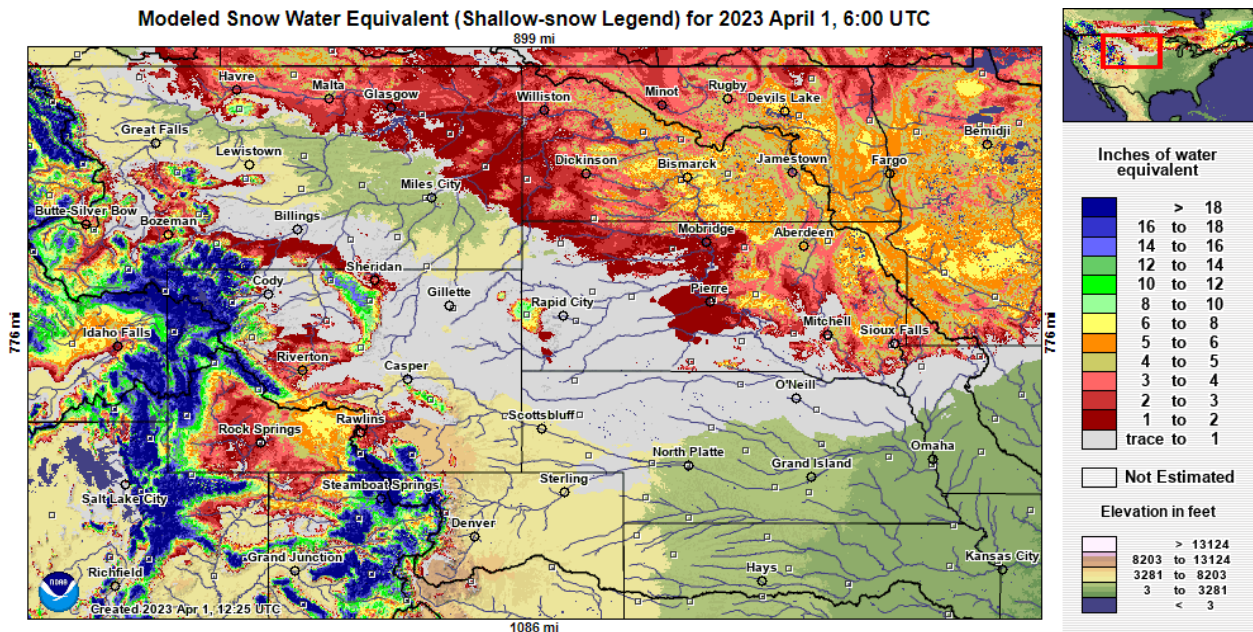 Modeled Snow Water Equivalent (Shallow-snow Legend) for 2023 April 1, 6:00 UTC
899 mi
Havre
Malta
Glasgow
Williston
Minot
Rugby
Devils Lake
Bemidji
Great Falls
Lewistown
Dickinson
Bismarck
Jamestown
Fargo
Miles City
Butte-Silver Bow
Bozeman
Billings
Mobridge
Aberdeen
Sheridan
Cody
Gillette
Rapid City
Pierre
776 mi
Idaho Falls
Mitchell
Sioux Falls
776 mi
Riverton
Casper
O'Neill
Scottsbluff
Rawlins
Rock Springs
North Platte
Grand Island
Omaha
Salt Lake City
Steamboat Springs
Sterling
Denver
Grand Junction
Kansas City
Richfield
Hays
NOAA
Created 2023 Apr 1, 12:25 UTC
1086 mi
Inches of water
equivalent
> 18
16 to 18
14 to 16
12 to 14
10 to 12
8 to 10
6 to 8
5 to 6
4 to 5
3 to 4
2 to 3
1 to 2
trace to 1
Not Estimated
Elevation in feet
> 13124
8203 to 13124
3281 to 8203
3 to 3281
< 3